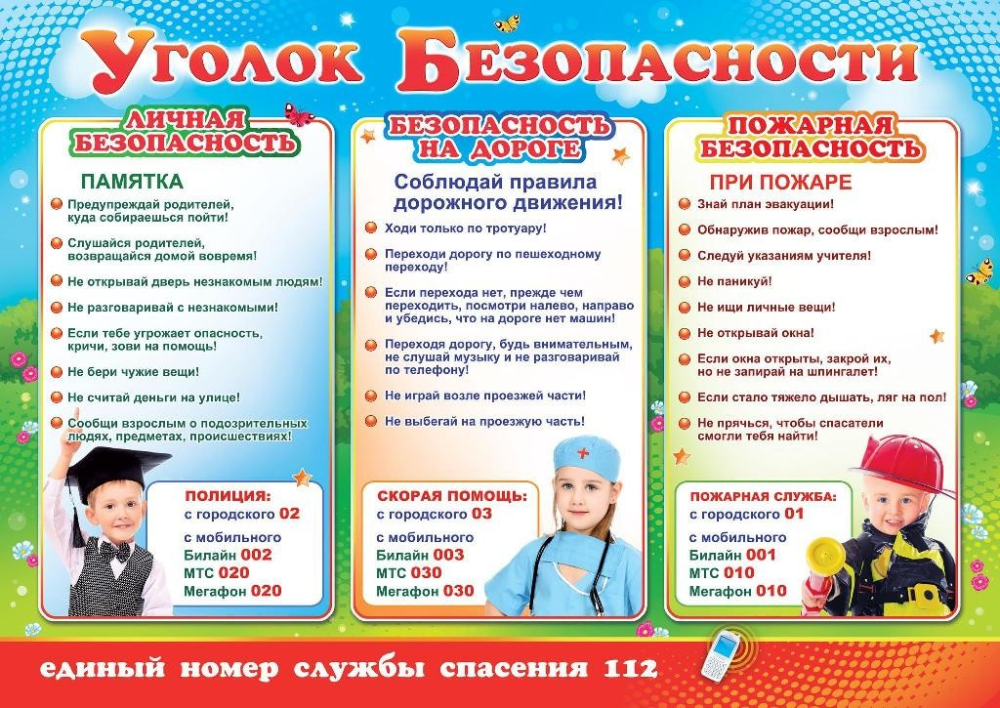 Уголок Безопасности
ЛИЧНАЯ
БЕЗОПАСНОСТЬ
ПАМЯТКА
Предупреждай родителей,
куда собираешься пойти!
Слушайся родителей,
возвращайся домой вовремя!
Не открывай дверь незнакомым людям!
Не разговаривай с незнакомыми!
Если тебе угрожает опасность,
кричи, зови на помощь!
Не бери чужие вещи!
Не считай деньги на улице!
Сообщи взрослым о подозрительных
людях, предметах, происшествиях!
ПОЛИЦИЯ:
с городского 02
с мобильного
Билайн 002
МТС 020
Мегафон 020
БЕЗОПАСНОСТЬ
НА ДОРОГЕ
Соблюдай правила
дорожного движения!
Ходи только по тротуару!
Переходи дорогу по пешеходному
переходу!
Если перехода нет, прежде чем
переходить, посмотри налево, направо
и убедись, что на дороге нет машин!
Переходя дорогу, будь внимательным,
не слушай музыку и не разговаривай
по телефону!
Не играй возле проезжей части!
Не выбегай на проезжую часть!
СКОРАЯ ПОМОЩЬ:
с городского 03
с мобильного
Билайн 003
МТС 030
Мегафон 030
ПОЖАРНАЯ
БЕЗОПАСНОСТЬ
ПРИ ПОЖАРЕ
Знай план эвакуации!
Обнаружив пожар, сообщи взрослым!
Следуй указаниям учителя!
Не паникуй!
Не ищи личные вещи!
Не открывай окна!
Если окна открыты, закрой их,
но не запирай на шпингалет!
Если стало тяжело дышать, ляг на пол!
Не прячься, чтобы спасатели
смогли тебя найти!
ПОЖАРНАЯ СЛУЖБА:
с городского 01
с мобильного
Билайн 001
МТС 010
Мегафон 010
единый номер службы спасения 112